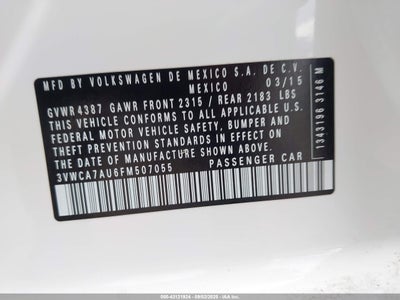 MFD BY VOLKSWAGEN DE MEXICO S.A. DE C.V.
MEXICO 03/15
GVWR 4387 GAWR FRONT 2315 / REAR 2183 LBS
THIS VEHICLE CONFORMS TO ALL APPLICABLE U.S.
FEDERAL MOTOR VEHICLE SAFETY, BUMPER AND
THEFT PREVENTION STANDARDS IN EFFECT ON THE
DATE OF MANUFACTURE SHOWN ABOVE.
3VWCA7AU6FM507055 PASSENGER CAR
1343196 3146 M